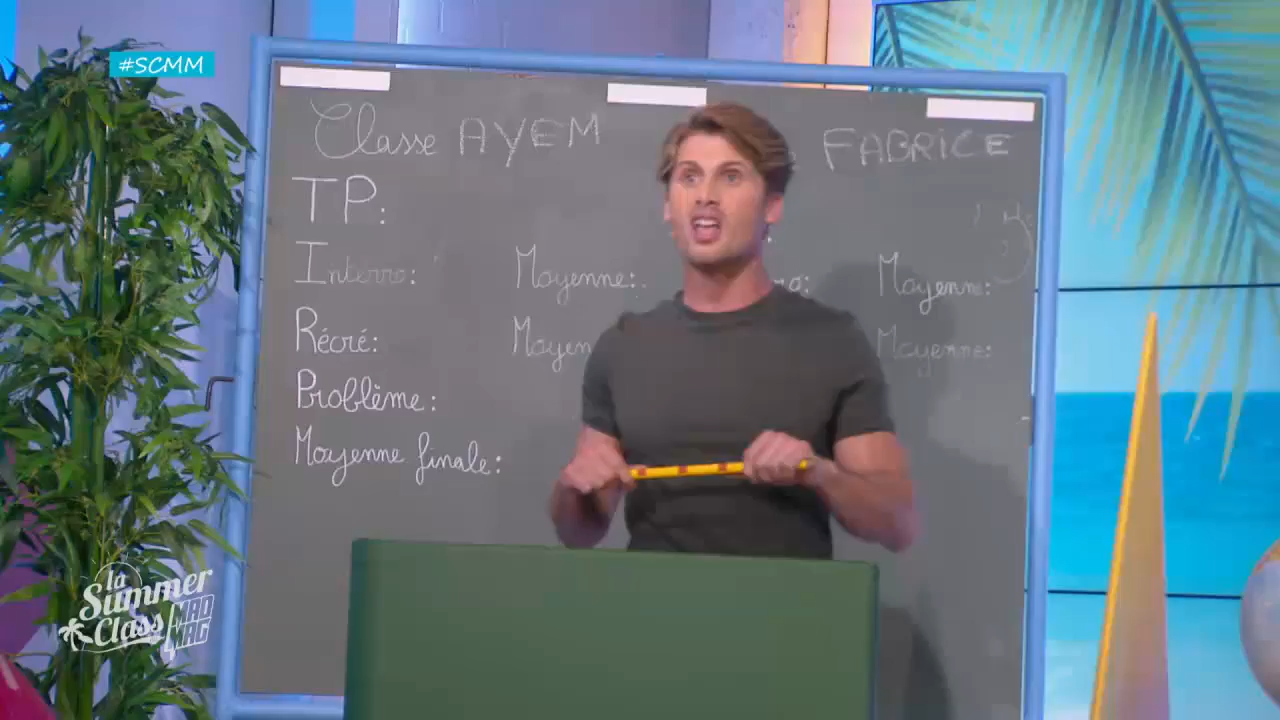 #SCMM
Classe AYEM FABRICE
TP:
Interro: Moyenne: Moyenne:
Récré: Moyenne:
Problème:
Moyenne finale:
la
Summer
Class MAD
MAG